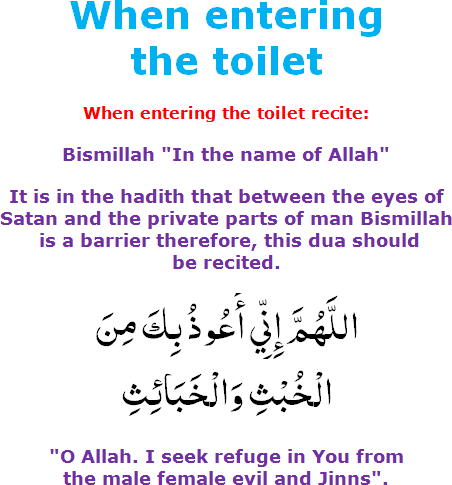 When entering
the toilet
When entering the toilet recite:
Bismillah "In the name of Allah"
It is in the hadith that between the eyes of
Satan and the private parts of man Bismillah
is a barrier therefore, this dua should
be recited.
اللَّهُمَّ إِنِّي أَعُوذُ بِكَ مِنَ
الْخُبْثِ وَالْخَبَائِثِ
"O Allah. I seek refuge in You from
the male female evil and Jinns".